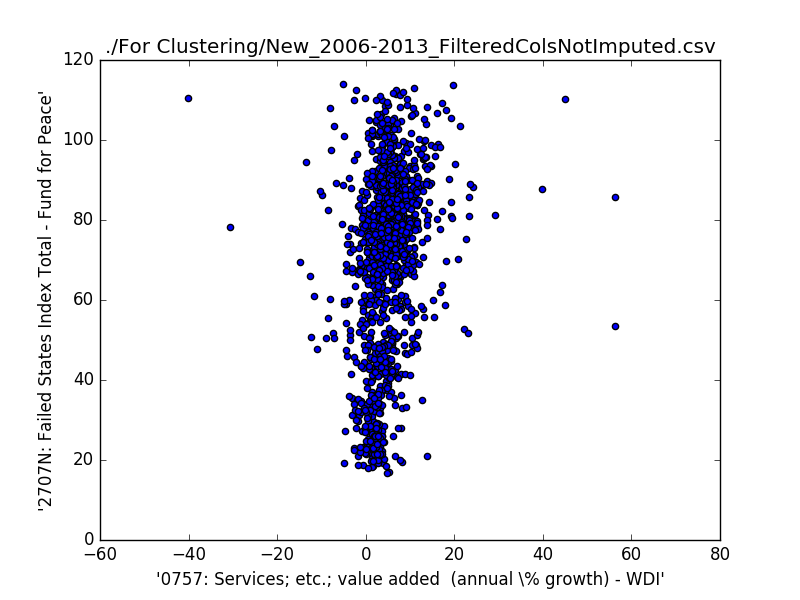 ./For Clustering/New_2006-2013_FilteredColsNotImputed.csv
120
100
80
60
40
20
0
'2707N: Failed States Index Total - Fund for Peace'
−60 −40 −20 0 20 40 60 80
'0757: Services; etc.; value added  (annual \% growth) - WDI'